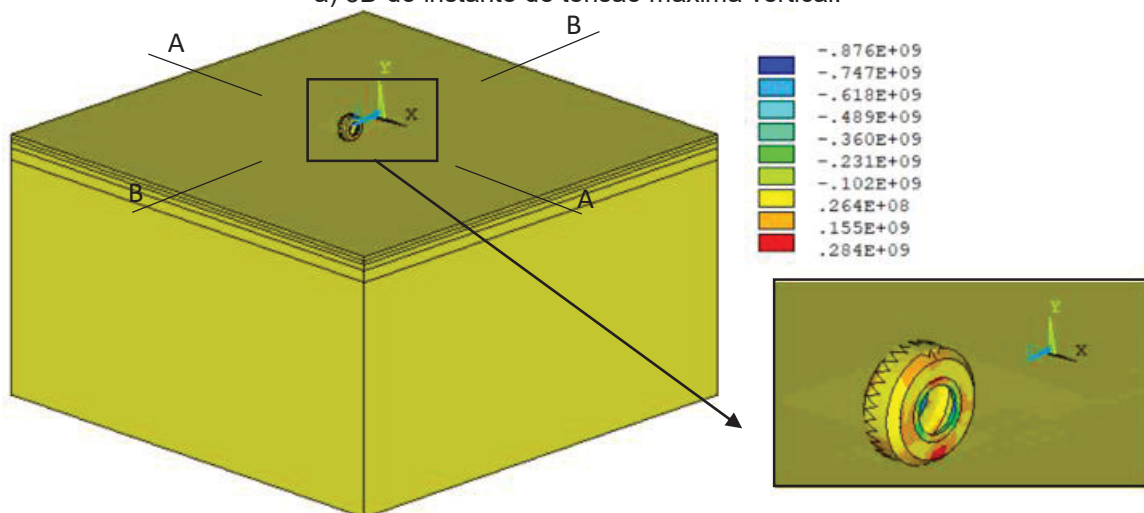 a) 3D do instante de tensão máxima vertical.
A
B
Y
X
B
A
-.876E+09
-.747E+09
-.618E+09
-.489E+09
-.360E+09
-.231E+09
-.102E+09
.264E+08
.155E+09
.284E+09
Y
X